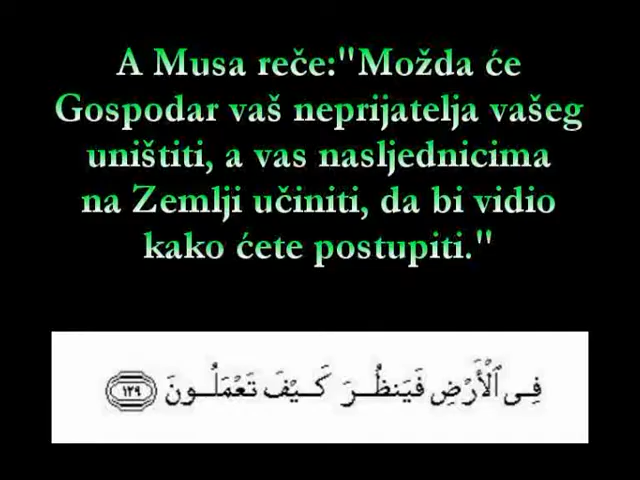 A Musa reče:"Možda će
Gospodar vaš neprijatelja vašeg
uništiti, a vas nasljednicima
na Zemlji učiniti, da bi vidio
kako ćete postupiti."
فِى ٱلْأَرْضِ فَيَنظُرَ كَيْفَ تَعْمَلُونَ ١٢٩